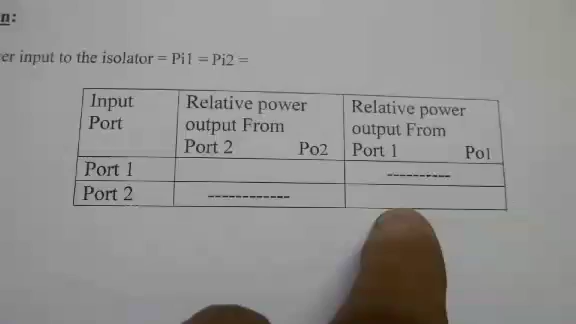 n:
er input to the isolator = Pi1 = Pi2 =
Input Port
Relative power output From Port 2 Po2
Relative power output From Port 1 Po1
Port 1 ----------
Port 2 ------------